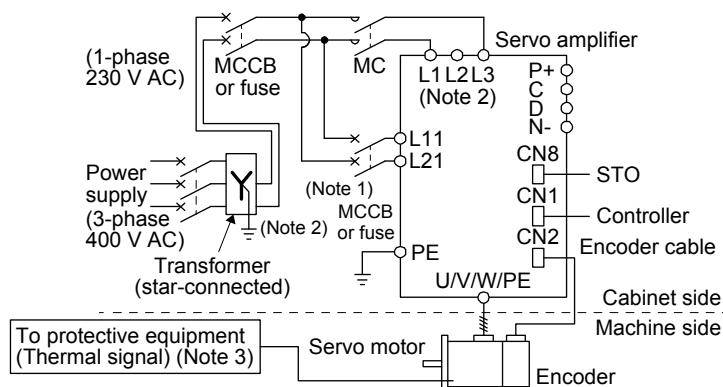 (1-phase
230 V AC)
MCCB
or fuse
MC
Servo amplifier
L1 L2 L3
(Note 2)
P+
C
D
N-
L11
L21
(Note 1)
MCCB
or fuse
CN8
STO
CN1
Controller
CN2
Encoder cable
Power
supply
(3-phase
400 V AC)
(Note 2)
Transformer
(star-connected)
PE
U/V/W/PE
Cabinet side
Machine side
To protective equipment
(Thermal signal) (Note 3)
Servo motor
Encoder